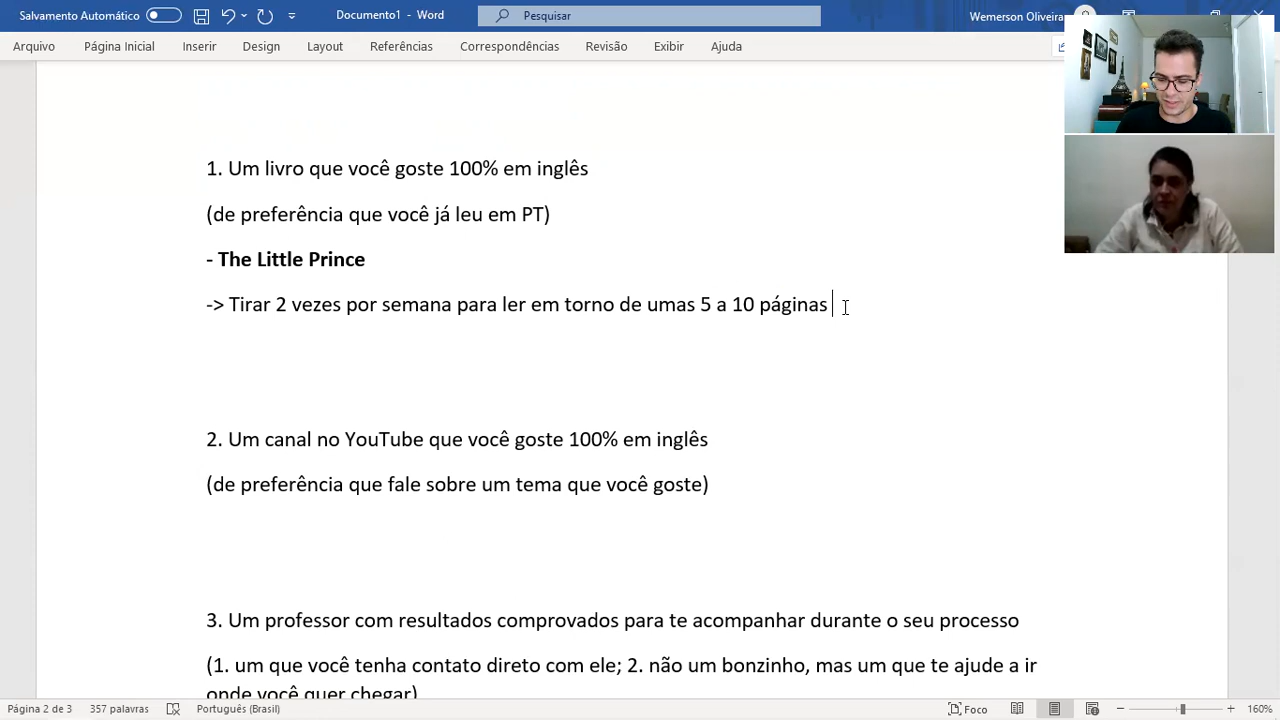 Salvamento Automático
Documento1 - Word
Pesquisar
Wemerson Oliveira
Arquivo
Página Inicial
Inserir
Design
Layout
Referências
Correspondências
Revisão
Exibir
Ajuda
1. Um livro que você goste 100% em inglês
(de preferência que você já leu em PT)
- The Little Prince
-> Tirar 2 vezes por semana para ler em torno de umas 5 a 10 páginas
2. Um canal no YouTube que você goste 100% em inglês
(de preferência que fale sobre um tema que você goste)
3. Um professor com resultados comprovados para te acompanhar durante o seu processo
(1. um que você tenha contato direto com ele; 2. não um bonzinho, mas um que te ajude a ir
onde você quer chegar)
Página 2 de 3
357 palavras
Português (Brasil)
Foco
160%